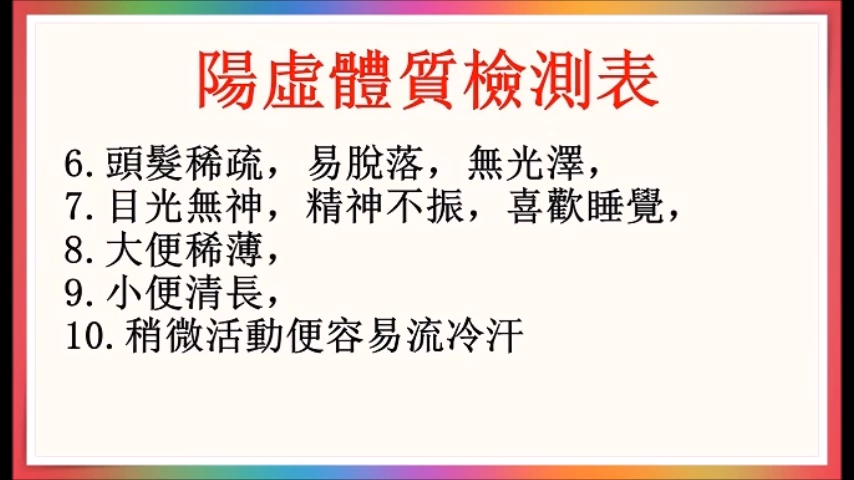 陽虛體質檢測表
6.頭髮稀疏，易脫落，無光澤，
7.目光無神，精神不振，喜歡睡覺，
8.大便稀薄，
9.小便清長，
10.稍微活動便容易流冷汗